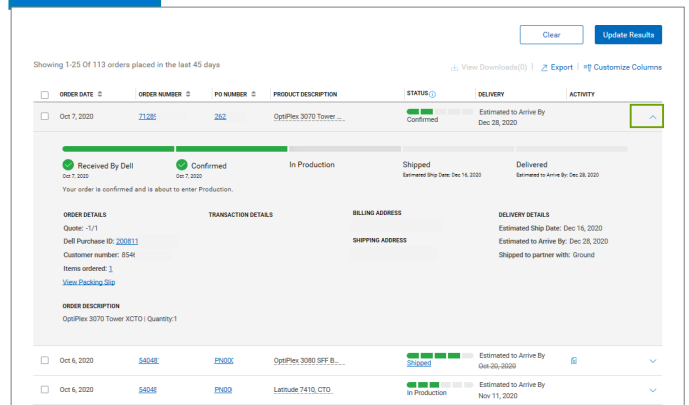 Clear Update Results
Showing 1-25 Of 113 orders placed in the last 45 days View Downloads(0) | Export | Customize Columns
ORDER DATE ORDER NUMBER PO NUMBER PRODUCT DESCRIPTION STATUS DELIVERY ACTIVITY
Oct 7, 2020 71285 262 OptiPlex 3070 Tower ... Confirmed Estimated to Arrive By
Dec 28, 2020
Received By Dell Confirmed In Production Shipped Delivered
Oct 7, 2020 Oct 7, 2020 Estimated Ship Date: Dec 16, 2020 Estimated to Arrive By: Dec 28, 2020
Your order is confirmed and is about to enter Production.
ORDER DETAILS TRANSACTION DETAILS BILLING ADDRESS DELIVERY DETAILS
Quote: -1/1 Estimated Ship Date: Dec 16, 2020
Dell Purchase ID: 200811 SHIPPING ADDRESS Estimated to Arrive By: Dec 28, 2020
Customer number: 854 Shipped to partner with: Ground
Items ordered: 1
View Packing Slip
ORDER DESCRIPTION
OptiPlex 3070 Tower XCTO | Quantity:1
Oct 6, 2020 54048 PN00 OptiPlex 3080 SFF B... Shipped Estimated to Arrive By
Oct 20, 2020
Oct 6, 2020 54048 PN00 Latitude 7410, CTO In Production Estimated to Arrive By
Nov 11, 2020